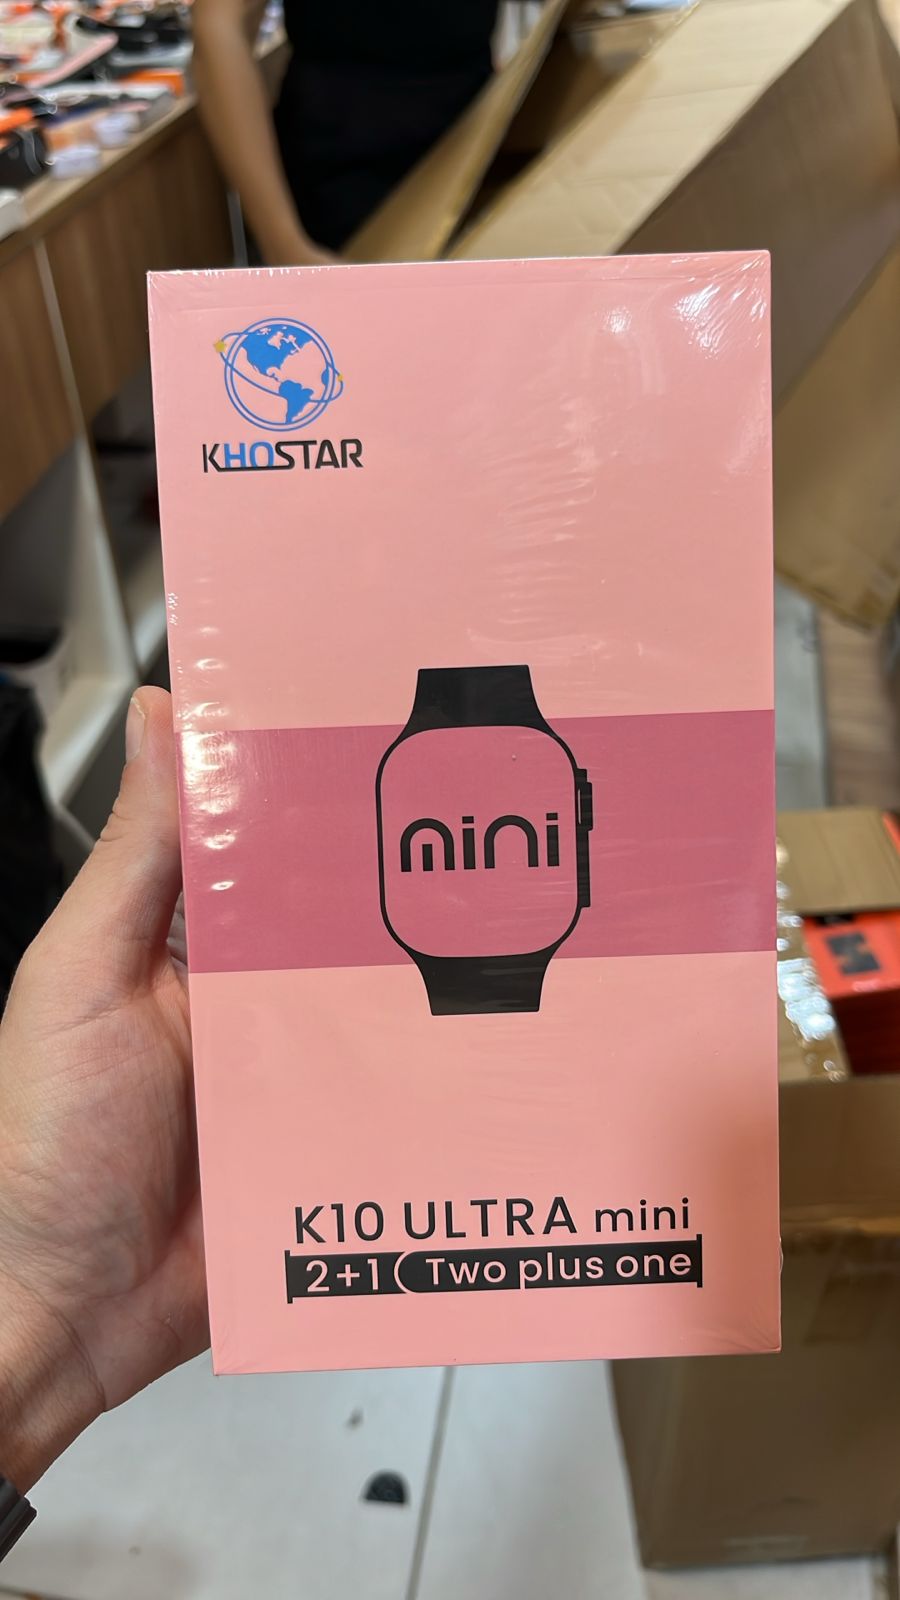 KHOSTAR
mini
K10 ULTRA mini
2+1 Two plus one